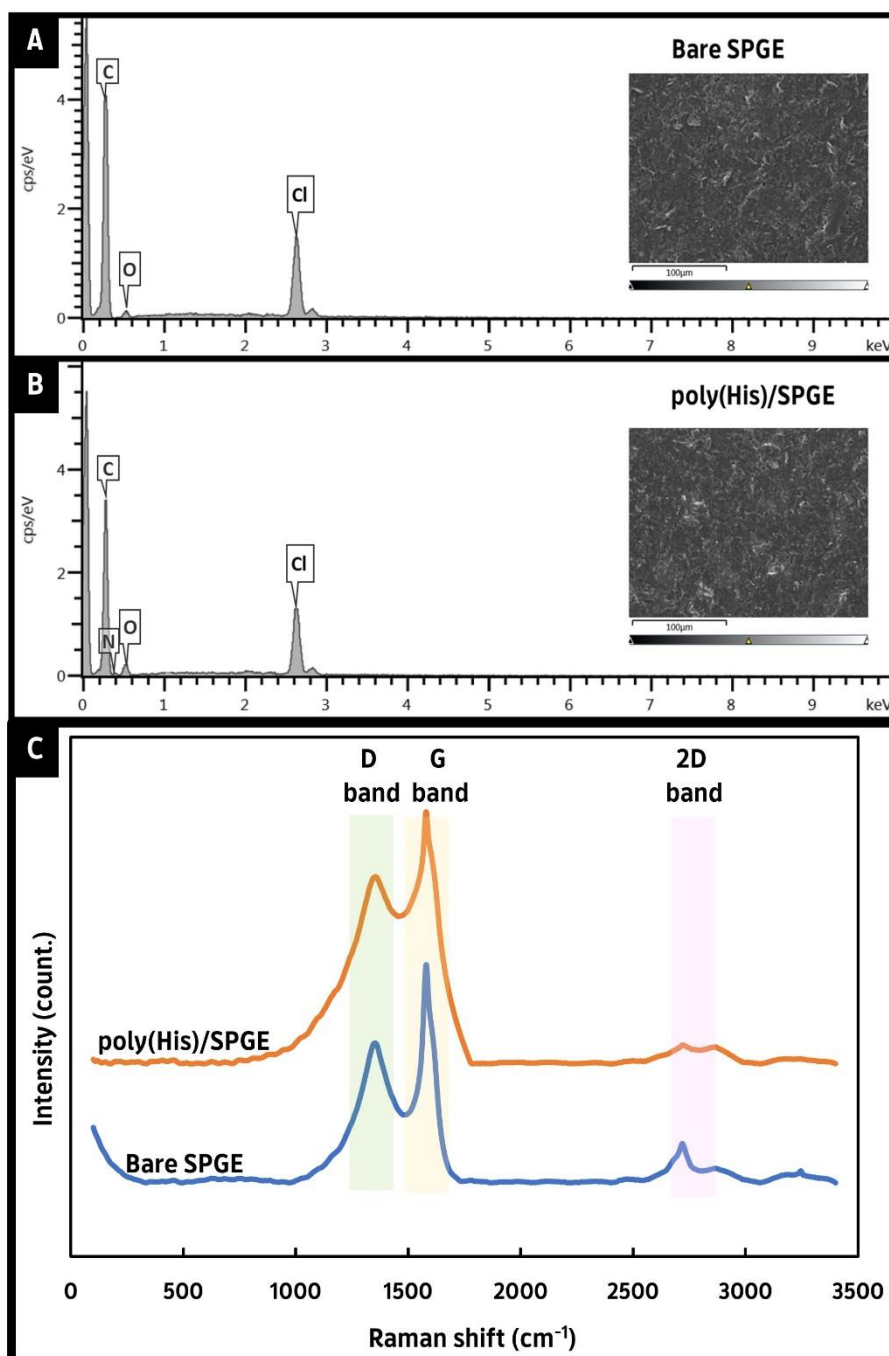 A
Bare SPGE
C
4
cps/eV
2
Cl
O
100µm
0
0 1 2 3 4 5 6 7 8 9 keV
B
poly(His)/SPGE
C
4
cps/eV
2
Cl
N O
100µm
0
0 1 2 3 4 5 6 7 8 9 keV
C
D G 2D
band band band
Intensity (count.)
poly(His)/SPGE
Bare SPGE
0 500 1000 1500 2000 2500 3000 3500
Raman shift (cm⁻¹)